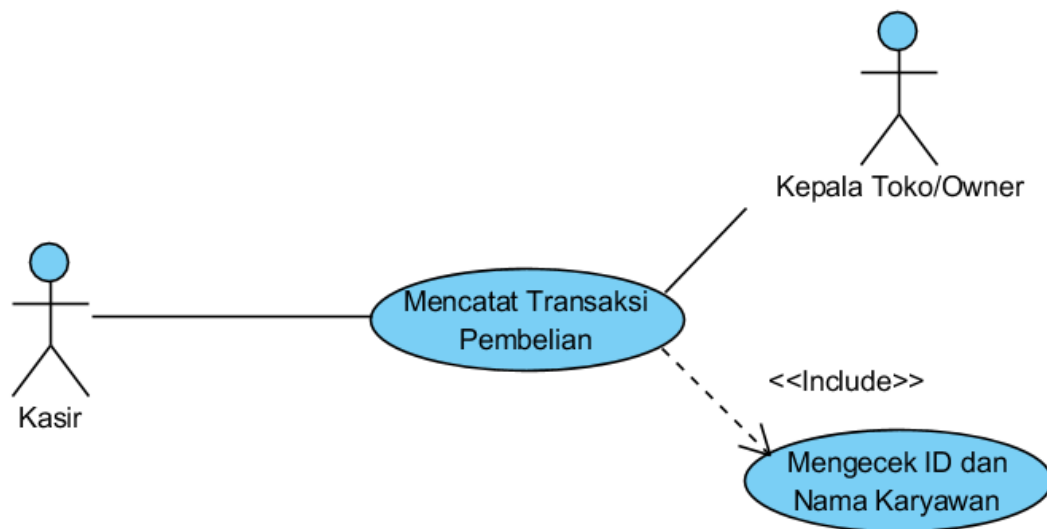 Kepala Toko/Owner
Mencatat Transaksi
Pembelian
<<Include>>
Kasir
Mengecek ID dan
Nama Karyawan